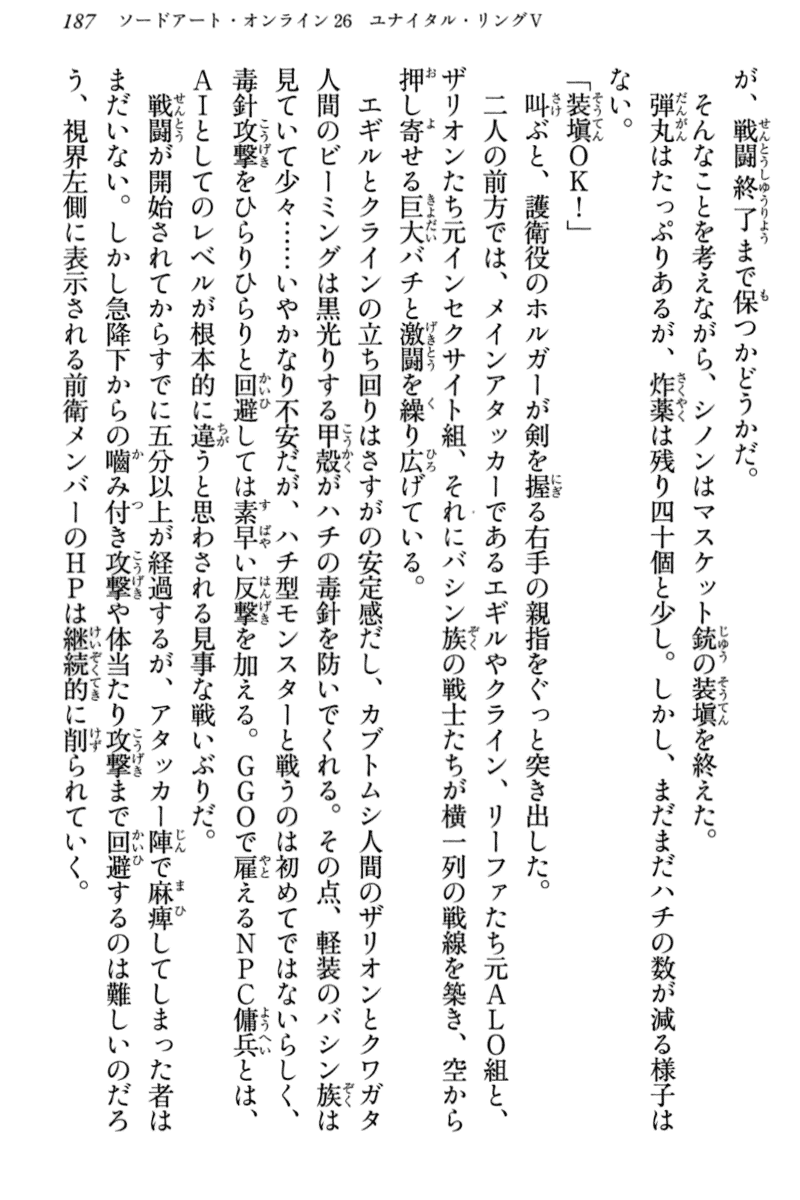 187 ソードアート・オンライン26 ユナイタル・リングⅤ
が、戦闘終了まで保つかどうかだ。
そんなことを考えながら、シノンはマスケット銃の装塡を終えた。
弾丸はたっぷりあるが、炸薬は残り四十個と少し。しかし、まだまだハチの数が減る様子は
ない。
「装塡OK！」
叫ぶと、護衛役のホルガーが剣を握る右手の親指をぐっと突き出した。
二人の前方では、メインアタッカーであるエギルやクライン、リーファたち元ALO組と、
ザリオンたち元インセクサイト組、それにバシン族の戦士たちが横一列の戦線を築き、空から
押し寄せる巨大バチと激闘を繰り広げている。
エギルとクラインの立ち回りはさすがの安定感だし、カブトムシ人間のザリオンとクワガタ
人間のビーミングは黒光りする甲殻がハチの毒針を防いでくれる。その点、軽装のバシン族は
見ていて少々……いやかなり不安だが、ハチ型モンスターと戦うのは初めてではないらしく、
毒針攻撃をひらりひらりと回避しては素早い反撃を加える。GGOで雇えるNPC傭兵とは、
AIとしてのレベルが根本的に違うと思わされる見事な戦いぶりだ。
戦闘が開始されてからすでに五分以上が経過するが、アタッカー陣で麻痺してしまった者は
まだいない。しかし急降下からの嚙み付き攻撃や体当たり攻撃まで回避するのは難しいのだろ
う、視界左側に表示される前衛メンバーのHPは継続的に削られていく。